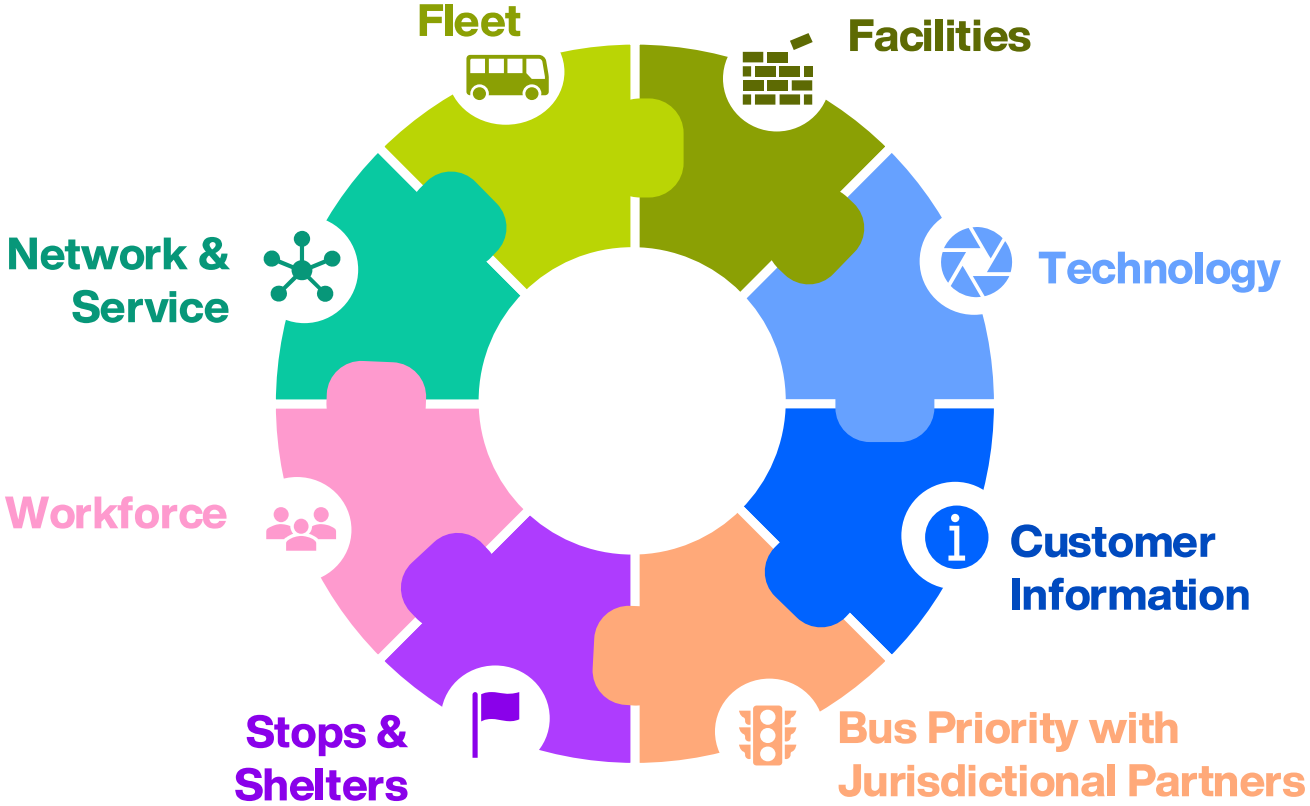 Fleet
Facilities
Network &
Service
Technology
Workforce
Customer
Information
Stops &
Shelters
Bus Priority with
Jurisdictional Partners
i